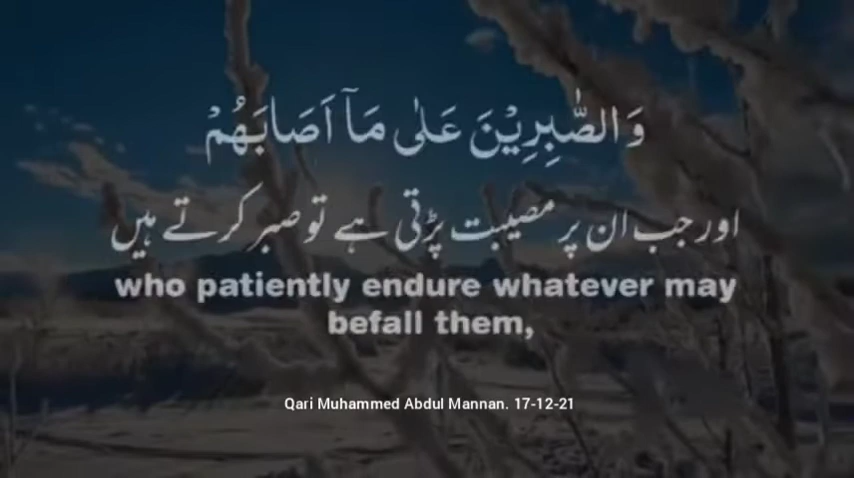 وَالصّٰبِرِيْنَ عَلٰى مَآ اَصَابَهُمْ
اور جب ان پر مصیبت پڑتی ہے تو صبر کرتے ہیں
who patiently endure whatever may
befall them,
Qari Muhammed Abdul Mannan. 17-12-21